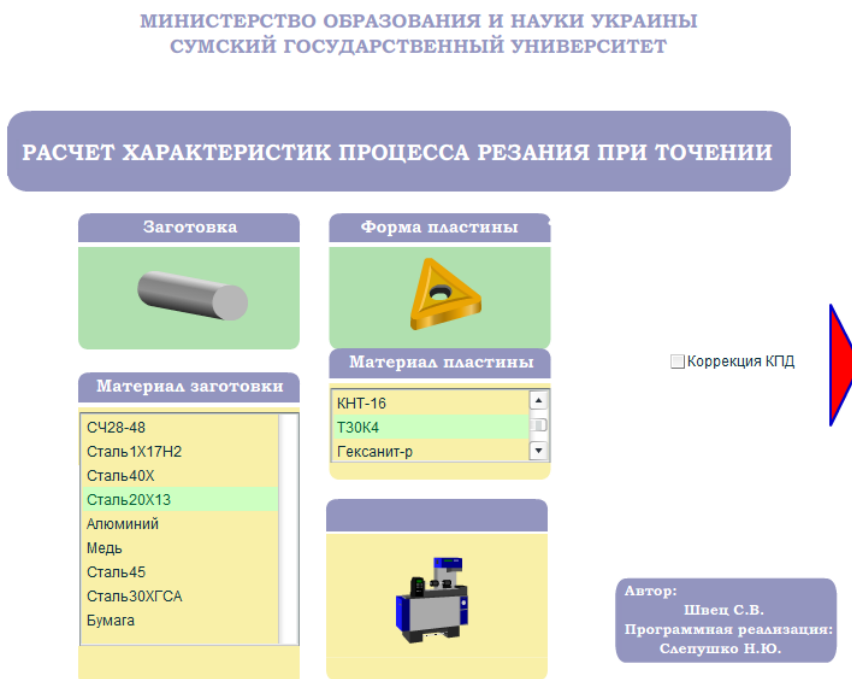 МИНИСТЕРСТВО ОБРАЗОВАНИЯ И НАУКИ УКРАИНЫ
СУМСКИЙ ГОСУДАРСТВЕННЫЙ УНИВЕРСИТЕТ
РАСЧЕТ ХАРАКТЕРИСТИК ПРОЦЕССА РЕЗАНИЯ ПРИ ТОЧЕНИИ
Заготовка
Форма пластины
Материал пластины
КНТ-16
Т30К4
Гексанит-р
Коррекция КПД
Материал заготовки
СЧ28-48
Сталь1Х17Н2
Сталь40Х
Сталь20Х13
Алюминий
Медь
Сталь45
Сталь30ХГСА
Бумага
Автор:
Швец С.В.
Программная реализация:
Слепушко Н.Ю.